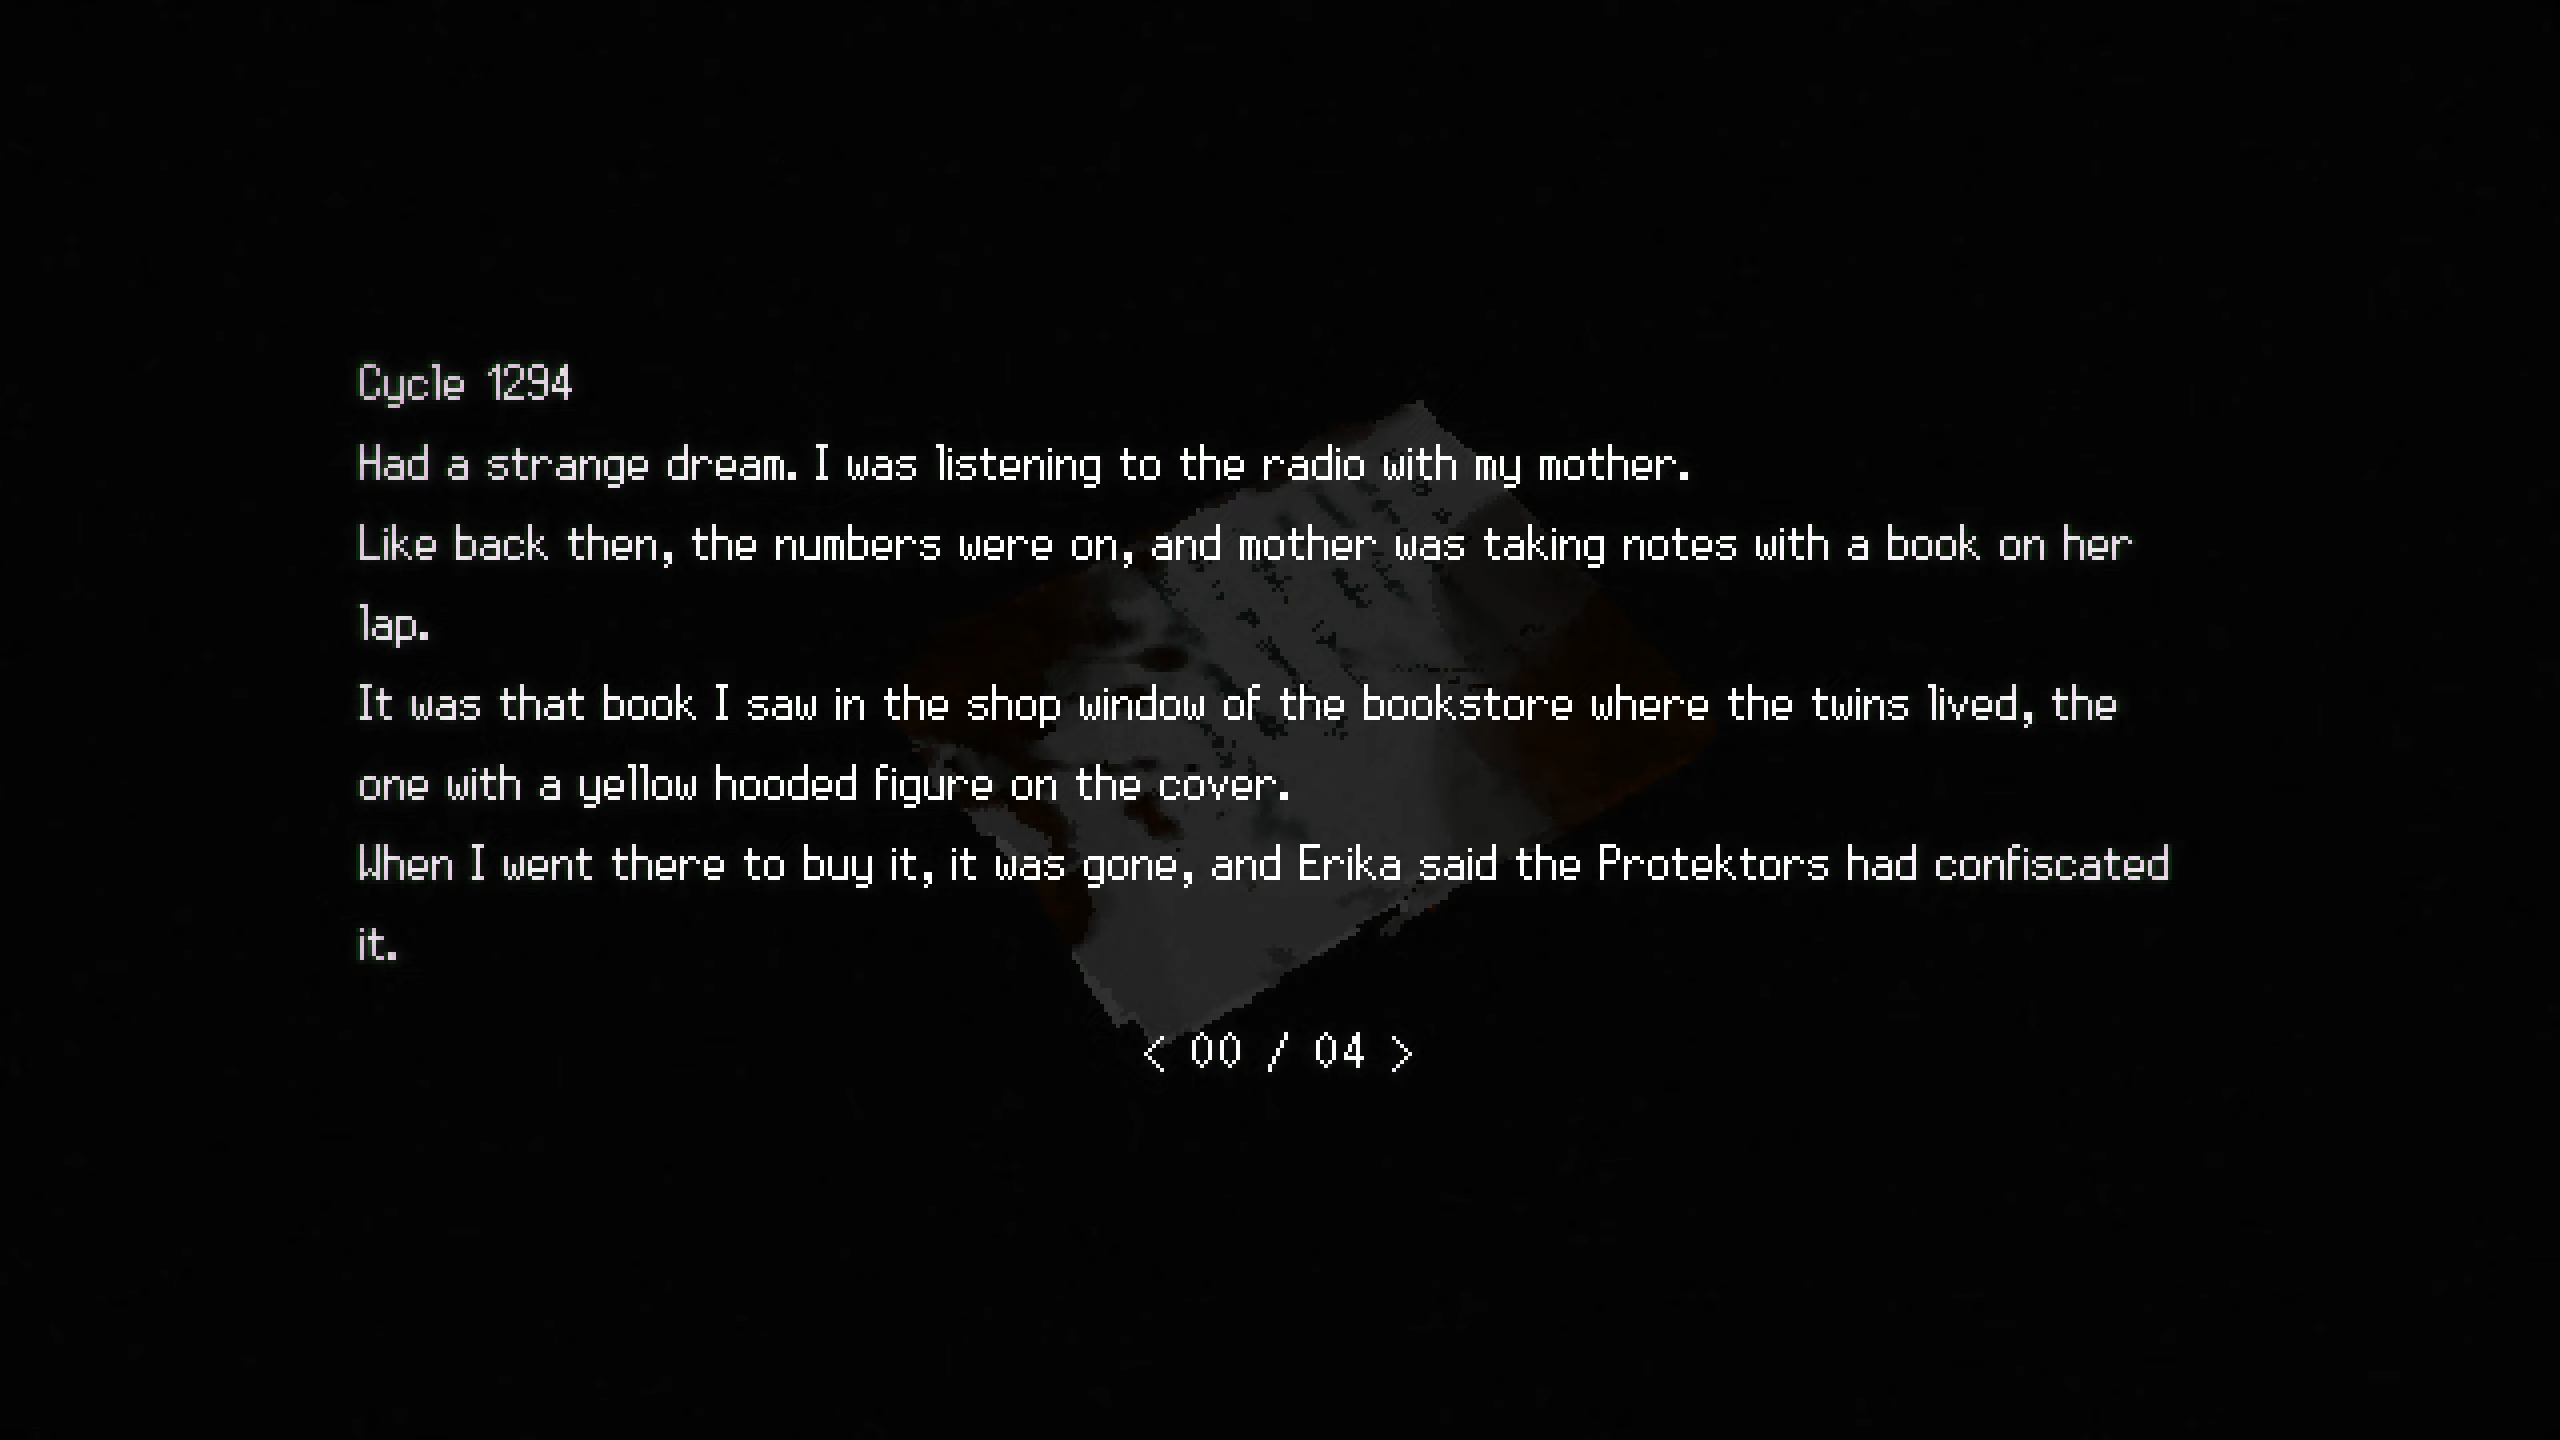 Cycle 1294
Had a strange dream. I was listening to the radio with my mother.
Like back then, the numbers were on, and mother was taking notes with a book on her
lap.
It was that book I saw in the shop window of the bookstore where the twins lived, the
one with a yellow hooded figure on the cover.
When I went there to buy it, it was gone, and Erika said the Protektors had confiscated
it.
< 00 / 04 >